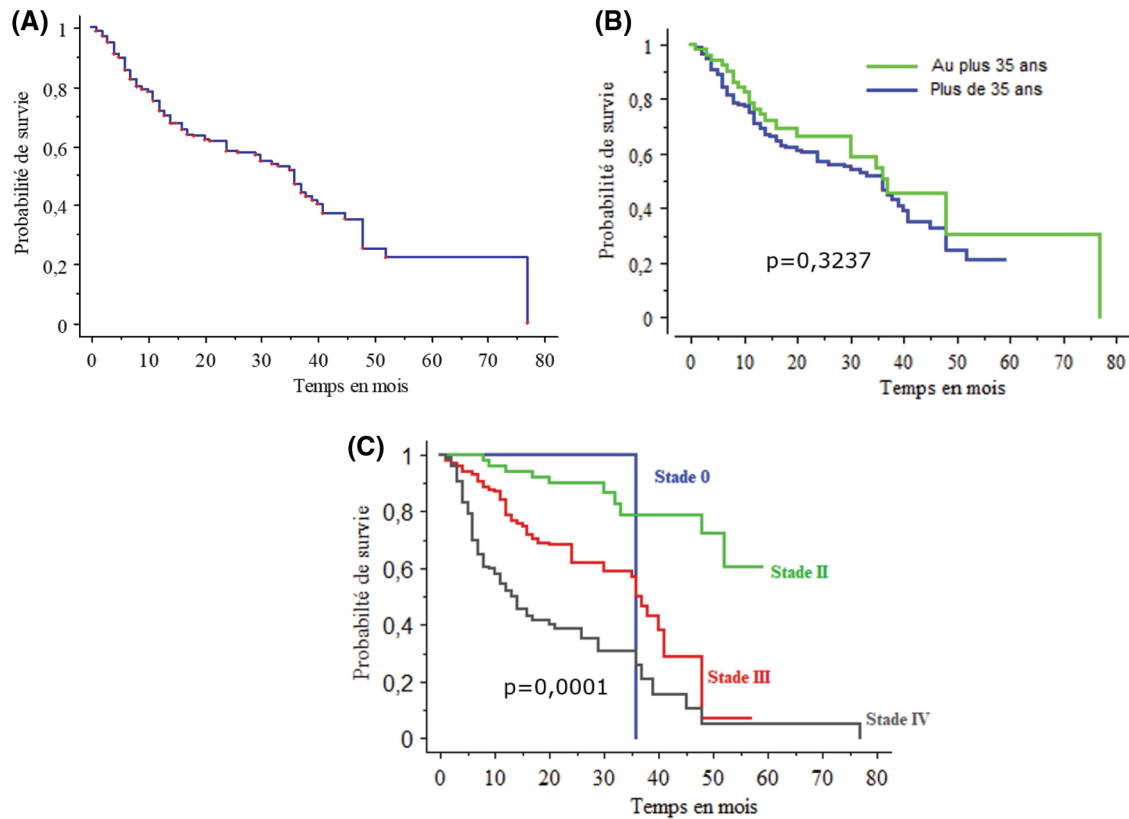 (A)
Probabilité de survie
1
0,8
0,6
0,4
0,2
0
0 10 20 30 40 50 60 70 80
Temps en mois
(B)
Probabilité de survie
1
0,8
0,6
0,4
0,2
0
Au plus 35 ans
Plus de 35 ans
p=0,3237
0 10 20 30 40 50 60 70 80
Temps en mois
(C)
Probabilté de survie
1
0,8
0,6
0,4
0,2
0
Stade 0
Stade II
Stade III
Stade IV
p=0,0001
0 10 20 30 40 50 60 70 80
Temps en mois